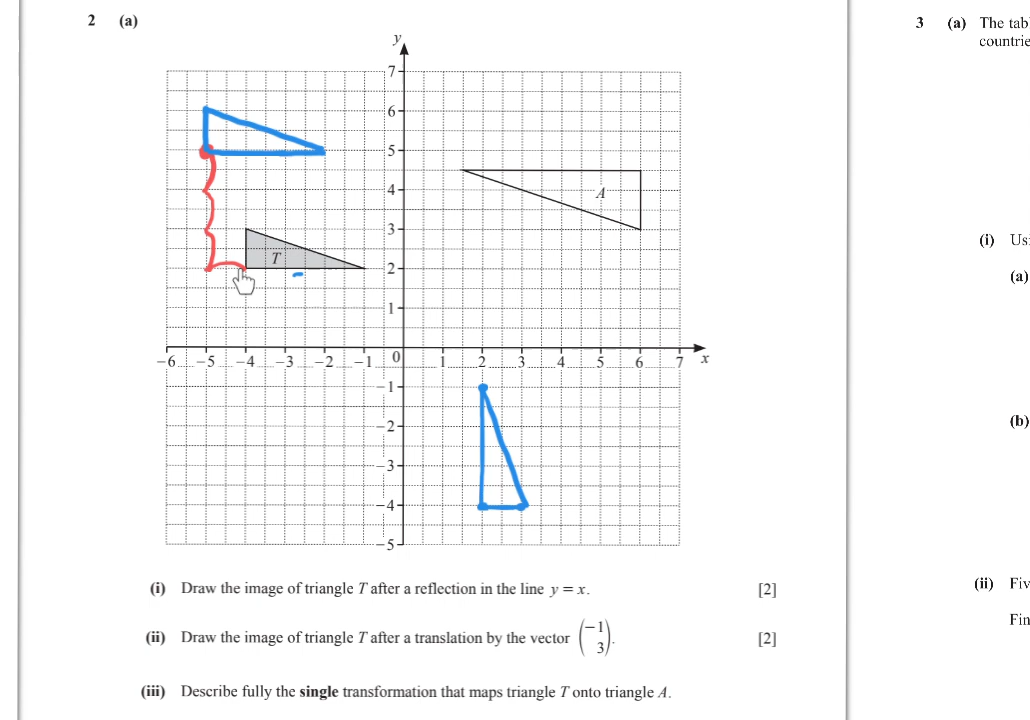 2 (a)
y
7
6
5
4
3
2
1
A
T
−6 −5 −4 −3 −2 −1 0 1 2 3 4 5 6 7 x
−1
−2
−3
−4
−5
(i) Draw the image of triangle T after a reflection in the line y = x. [2]
(ii) Draw the image of triangle T after a translation by the vector (−1 3). [2]
(iii) Describe fully the single transformation that maps triangle T onto triangle A.
3 (a) The tab
countrie
(i) Us
(a)
(b)
(ii) Fiv
Fin